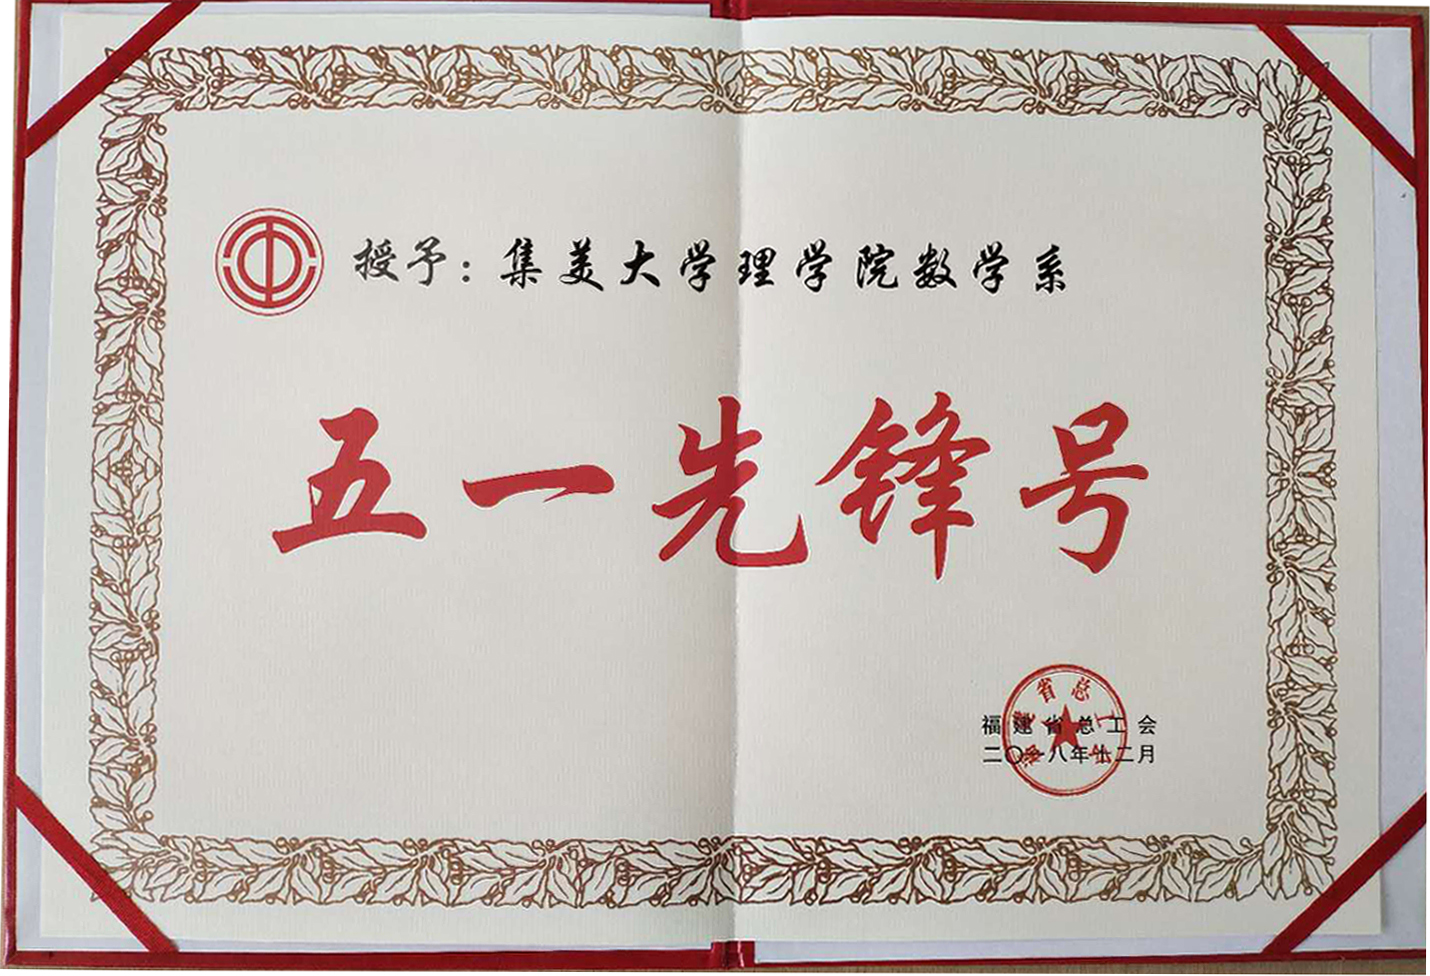 授予：集美大学理学院数学系
五一先锋号
福建省总工会
二〇一八年十二月